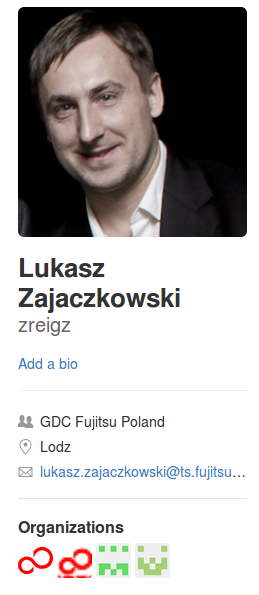 Lukasz
Zajaczkowski
zreigz
Add a bio
GDC Fujitsu Poland
Lodz
lukasz.zajaczkowski@ts.fujitsu...
Organizations